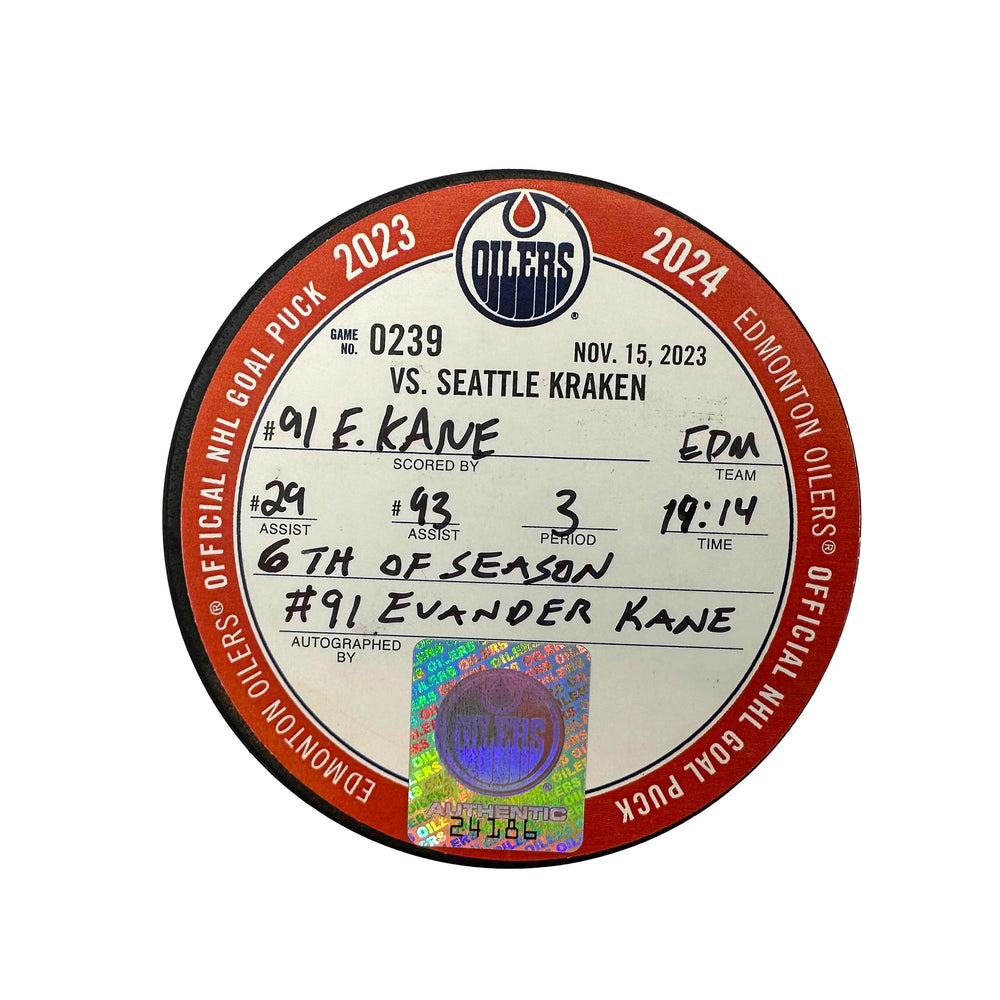 EDMONTON OILERS® OFFICIAL NHL GOAL PUCK 2023
2024 EDMONTON OILERS® OFFICIAL NHL GOAL PUCK
OILERS ®
GAME NO. 0239
NOV. 15, 2023
VS. SEATTLE KRAKEN
#91 E. KANE EDM
SCORED BY TEAM
#29 #93 3 19:14
ASSIST ASSIST PERIOD TIME
6TH OF SEASON
#91 EVANDER KANE
AUTOGRAPHED BY
OILERS ®
AUTHENTIC
24186